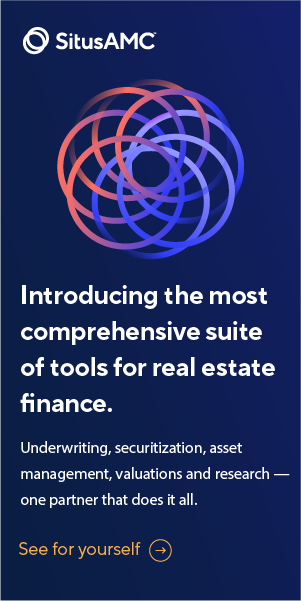 SitusAMC
Introducing the most
comprehensive suite
of tools for real estate
finance.
Underwriting, securitization, asset
management, valuations and research —
one partner that does it all.
See for yourself